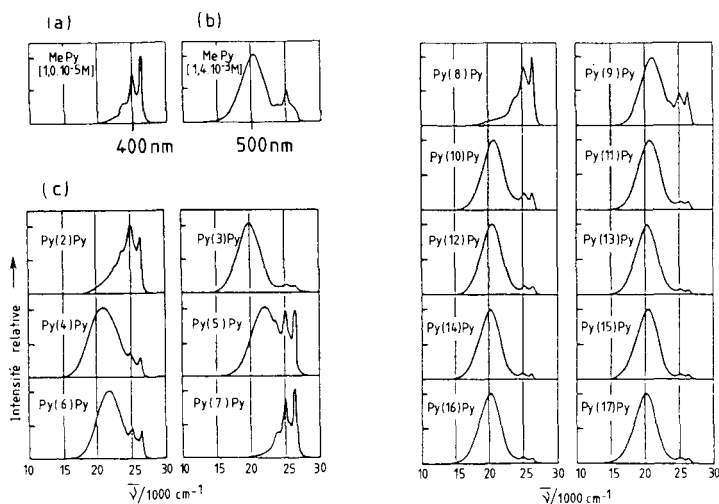 (a)
(b)
MePy
[1,0.10⁻⁵M]
MePy
[1,4.10⁻³M]
400nm
500nm
(c)
Py(2)Py
Py(3)Py
Py(4)Py
Py(5)Py
Py(6)Py
Py(7)Py
Intensité relative →
10 15 20 25 30
10 15 20 25 30
ν̅/1000 cm⁻¹
Py(8)Py
Py(9)Py
Py(10)Py
Py(11)Py
Py(12)Py
Py(13)Py
Py(14)Py
Py(15)Py
Py(16)Py
Py(17)Py
10 15 20 25 30
10 15 20 25 30
ν̅/1000 cm⁻¹